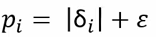 pᵢ = |δᵢ| + ε